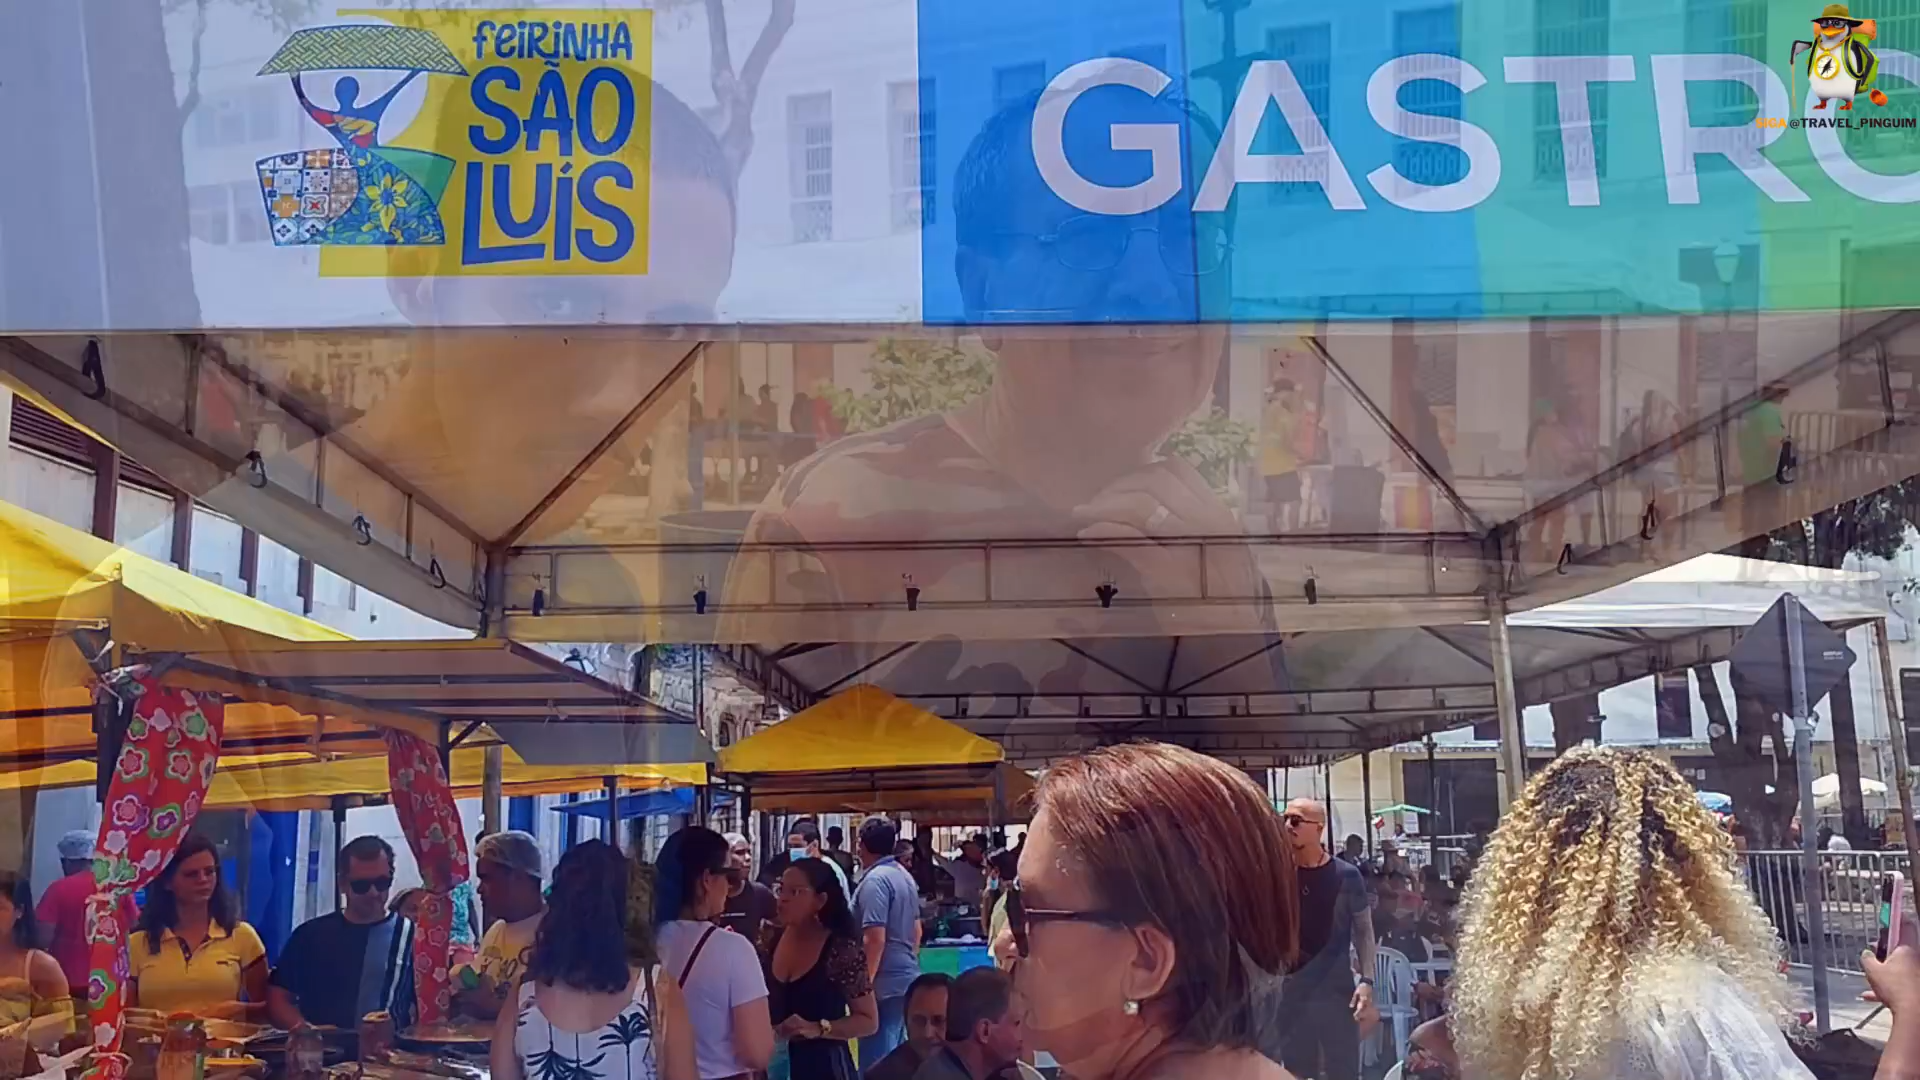 FEIRINHA
SÃO
LUÍS
GASTRO
SIGA @TRAVEL_PINGUIM